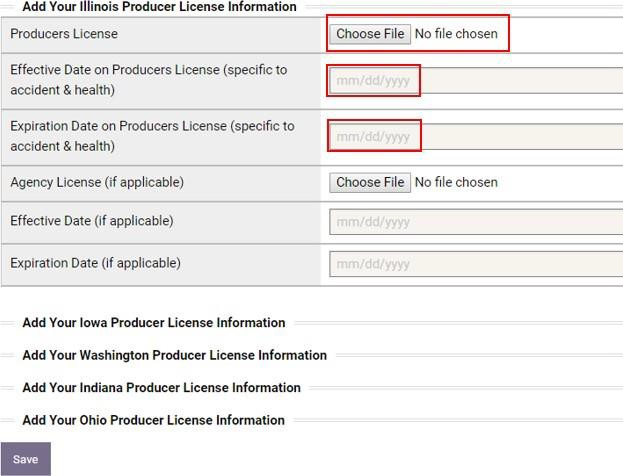 Add Your Illinois Producer License Information
Producers License
Choose File No file chosen
Effective Date on Producers License (specific to
accident & health)
mm/dd/yyyy
Expiration Date on Producers License (specific to
accident & health)
mm/dd/yyyy
Agency License (if applicable)
Choose File No file chosen
Effective Date (if applicable)
mm/dd/yyyy
Expiration Date (if applicable)
mm/dd/yyyy
Add Your Iowa Producer License Information
Add Your Washington Producer License Information
Add Your Indiana Producer License Information
Add Your Ohio Producer License Information
Save